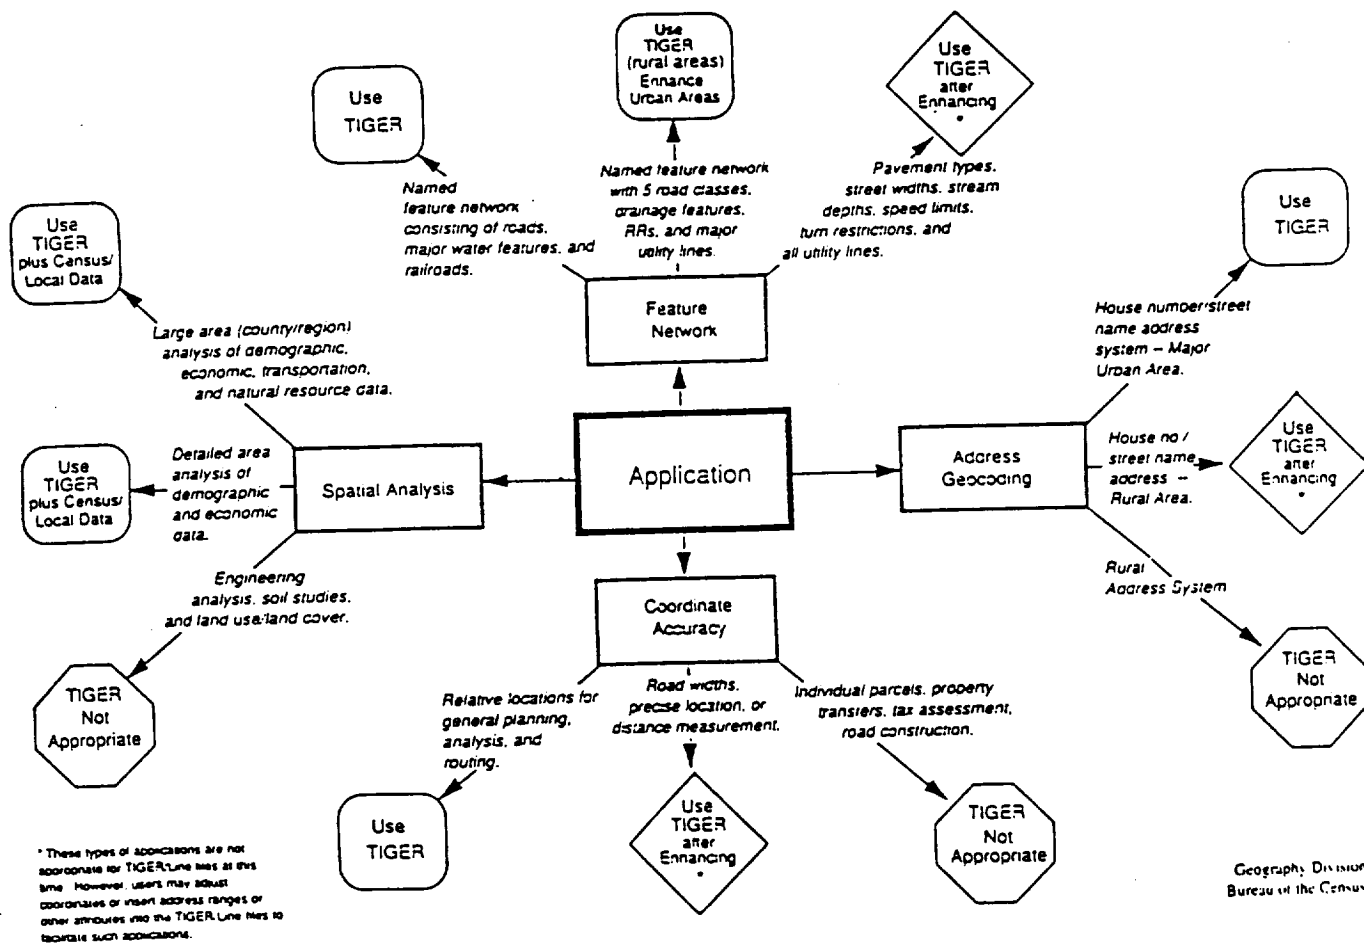 Use
TIGER
(rural areas)
Enhance
Urban Areas
Use
TIGER
after
Enhancing
*
Use
TIGER
Named
feature network
consisting of roads,
major water features, and
railroads.
Named feature network
with 5 road classes,
drainage features,
RRs, and major
utility lines.
Pavement types,
street widths, stream
depths, speed limits,
turn restrictions, and
all utility lines.
Use
TIGER
Use
TIGER
plus Census/
Local Data
Feature
Network
House number/street
name address
system – Major
Urban Area.
Large area (county/region)
analysis of demographic,
economic, transportation,
and natural resource data.
Application
Address
Geocoding
House no /
street name
address –
Rural Area.
Use
TIGER
after
Enhancing
*
Use
TIGER
plus Census/
Local Data
Detailed area
analysis of
demographic
and economic
data.
Spatial Analysis
Engineering
analysis, soil studies,
and land use/land cover.
Coordinate
Accuracy
Rural
Address System
TIGER
Not
Appropriate
TIGER
Not
Appropriate
Relative locations for
general planning,
analysis, and
routing.
Road widths,
precise location, or
distance measurement.
Individual parcels, property
transfers, tax assessment,
road construction.
Use
TIGER
Use
TIGER
after
Enhancing
*
TIGER
Not
Appropriate
* These types of applications are not
appropriate for TIGER/Line files at this
time. However, users may adjust
coordinates or insert address ranges or
other attributes into the TIGER/Line files to
facilitate such applications.
Geography Division
Bureau of the Census